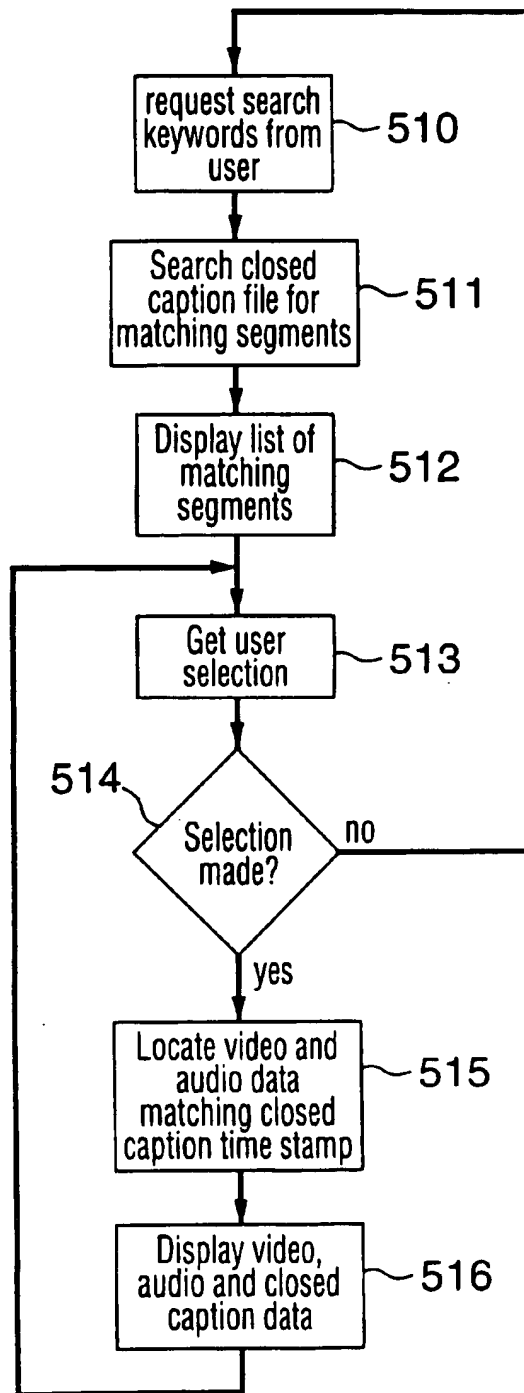 request search
keywords from
user
510
Search closed
caption file for
matching segments
511
Display list of
matching
segments
512
Get user
selection
513
514
Selection
made?
no
yes
Locate video and
audio data
matching closed
caption time stamp
515
Display video,
audio and closed
caption data
516